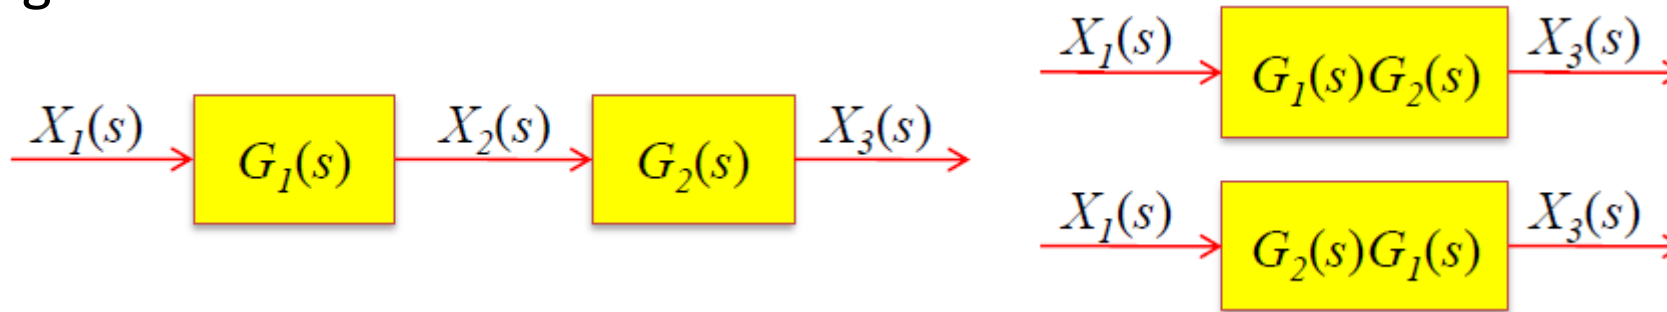 g
X₁(s) G₁(s) X₂(s) G₂(s) X₃(s)
X₁(s) G₁(s)G₂(s) X₃(s)
X₁(s) G₂(s)G₁(s) X₃(s)